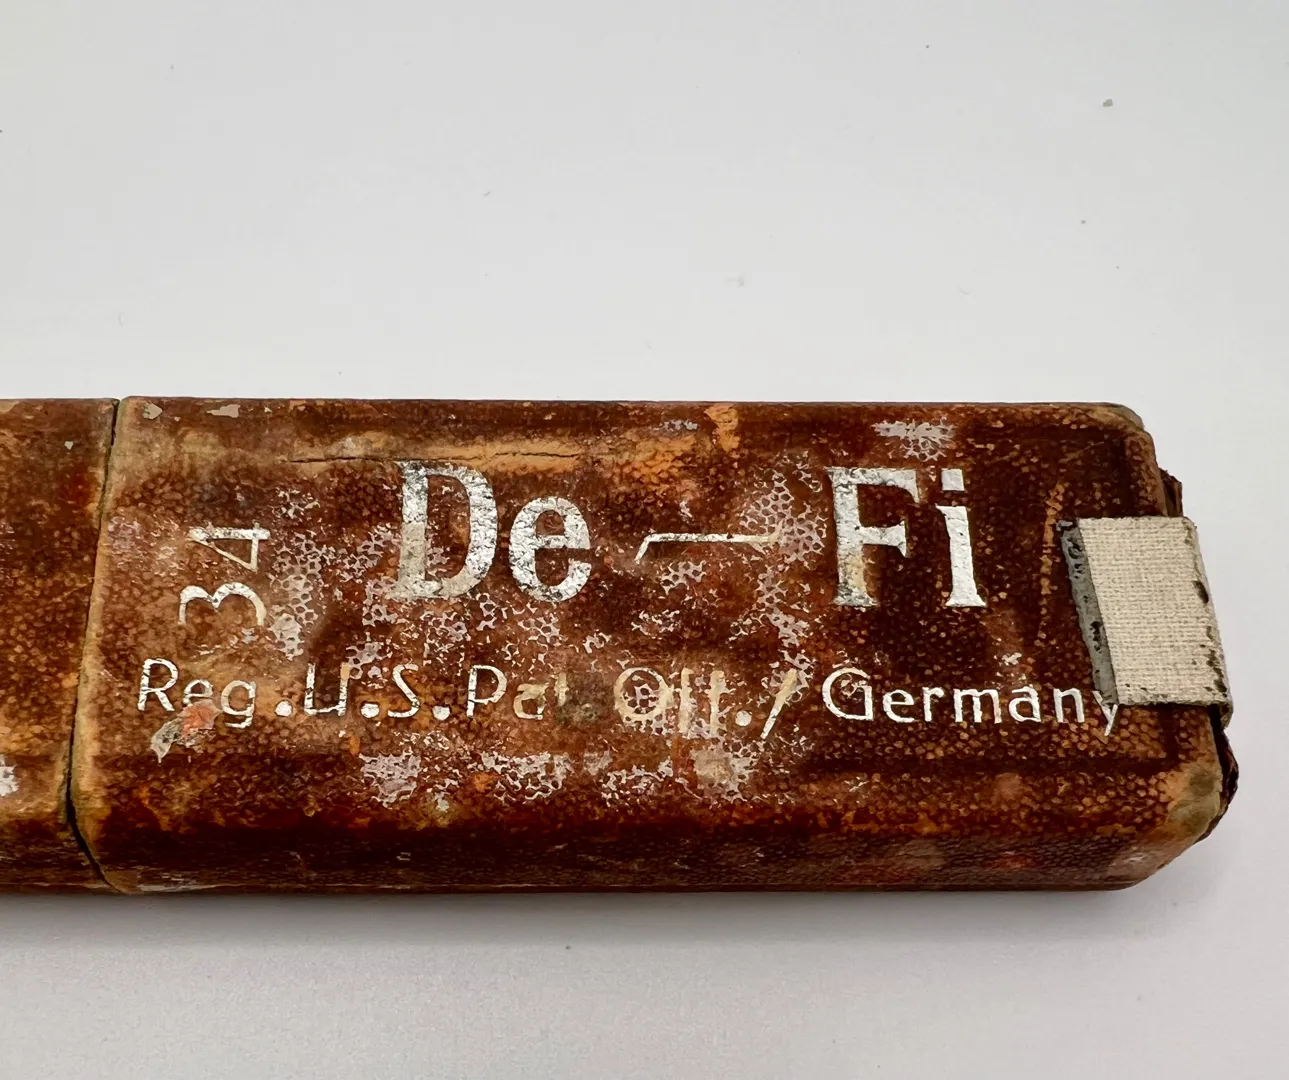 De — Fi
34
Reg. U.S. Pat. Off. / Germany